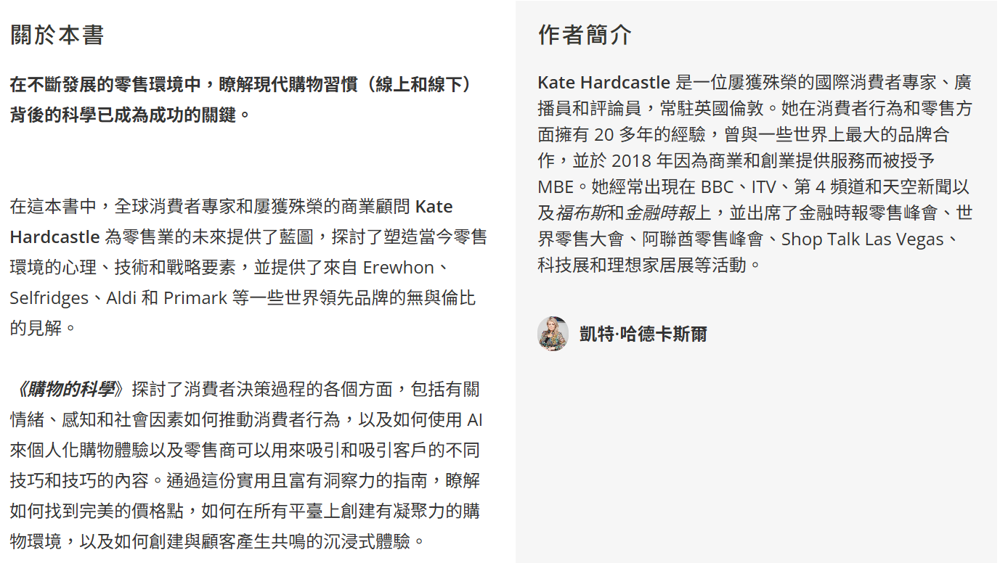 關於本書
在不斷發展的零售環境中，瞭解現代購物習慣（線上和線下）
背後的科學已成為成功的關鍵。
在這本書中，全球消費者專家和屢獲殊榮的商業顧問 Kate
Hardcastle 為零售業的未來提供了藍圖，探討了塑造當今零售
環境的心理、技術和戰略要素，並提供了來自 Erewhon、
Selfridges、Aldi 和 Primark 等一些世界領先品牌的無與倫比
的見解。
《購物的科學》探討了消費者決策過程的各個方面，包括有關
情緒、感知和社會因素如何推動消費者行為，以及如何使用 AI
來個人化購物體驗以及零售商可以用來吸引和吸引客戶的不同
技巧和技巧的內容。通過這份實用且富有洞察力的指南，瞭解
如何找到完美的價格點，如何在所有平臺上創建有凝聚力的購
物環境，以及如何創建與顧客產生共鳴的沉浸式體驗。
作者簡介
Kate Hardcastle 是一位屢獲殊榮的國際消費者專家、廣
播員和評論員，常駐英國倫敦。她在消費者行為和零售方
面擁有 20 多年的經驗，曾與一些世界上最大的品牌合
作，並於 2018 年因為商業和創業提供服務而被授予
MBE。她經常出現在 BBC、ITV、第 4 頻道和天空新聞以
及福布斯和金融時報上，並出席了金融時報零售峰會、世
界零售大會、阿聯酋零售峰會、Shop Talk Las Vegas、
科技展和理想家居展等活動。
凱特·哈德卡斯爾